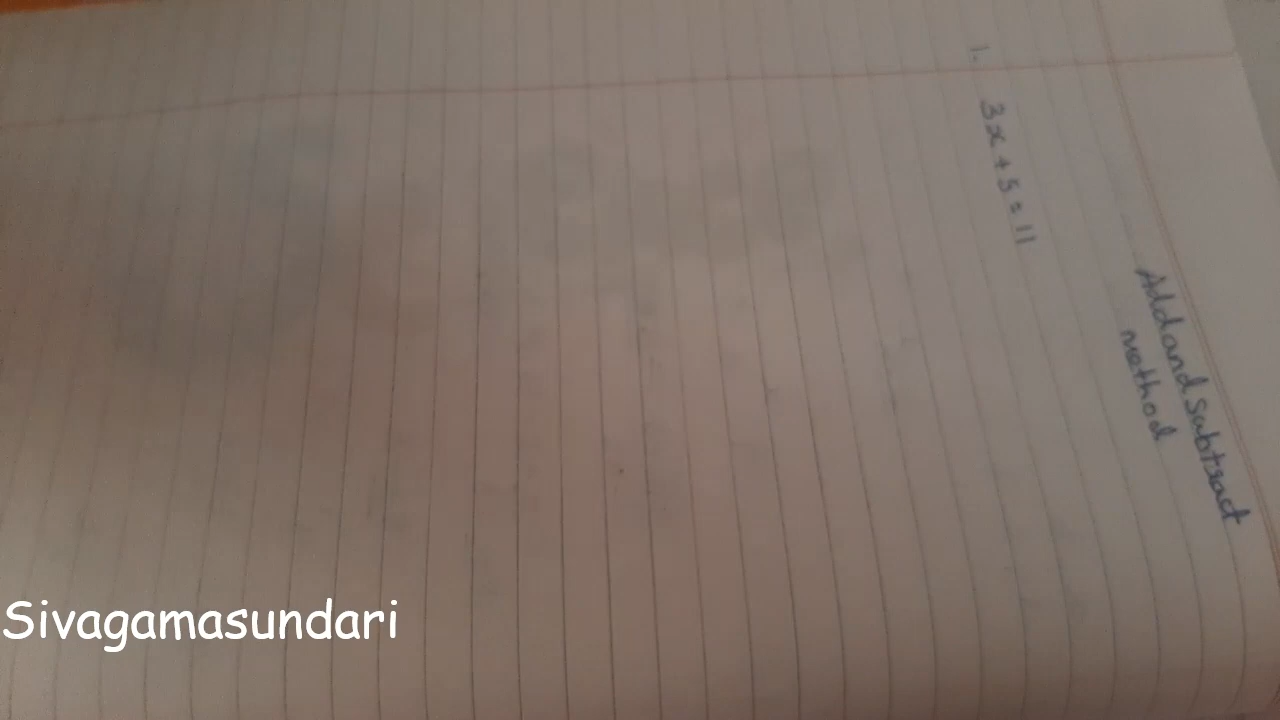 Add and Subtract
method
1. 3x + 5 = 11
Sivagamasundari